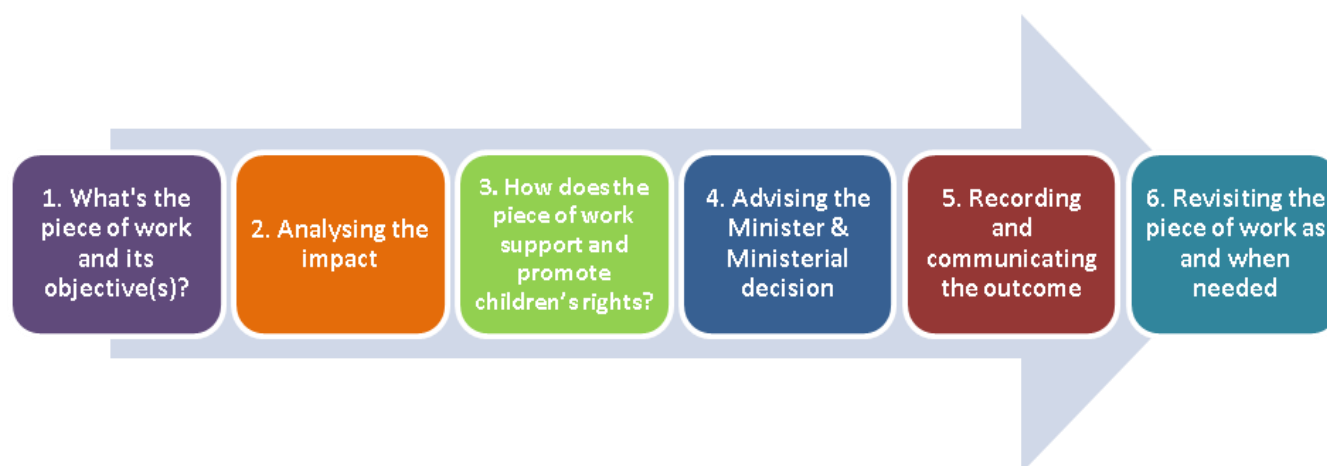 1. What's the
piece of work
and its
objective(s)?
2. Analysing the
impact
3. How does the
piece of work
support and
promote
children’s rights?
4. Advising the
Minister &
Ministerial
decision
5. Recording
and
communicating
the outcome
6. Revisiting the
piece of work as
and when
needed